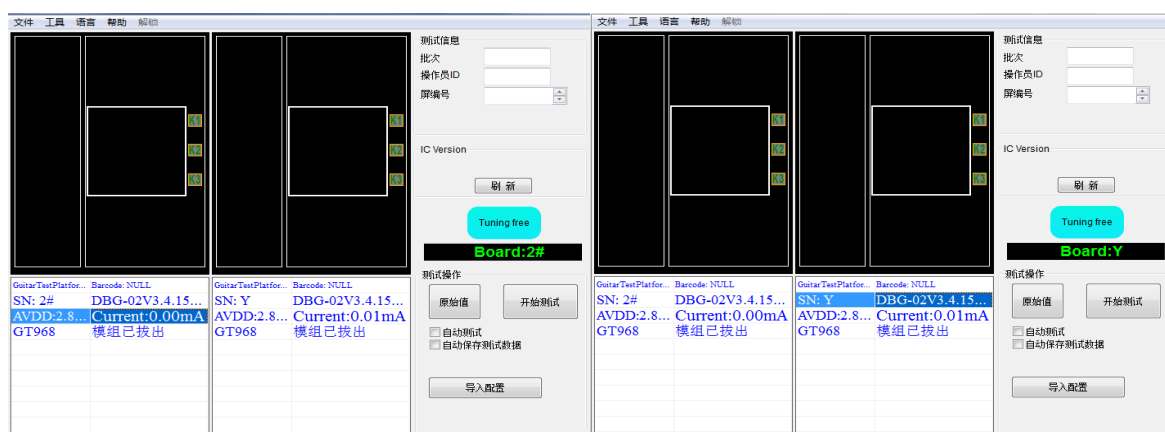 文件 工具 语言 帮助 解锁
K1
K2
K3
K1
K2
K3
GuitarTestPlatfor... Barcode: NULL
SN: 2# DBG-02V3.4.15...
AVDD:2.8... Current:0.00mA
GT968 模组已拔出
GuitarTestPlatfor... Barcode: NULL
SN: Y DBG-02V3.4.15...
AVDD:2.8... Current:0.01mA
GT968 模组已拔出
测试信息
批次
操作员ID
屏编号
IC Version
刷 新
Tuning free
Board:2#
测试操作
原始值 开始测试
自动测试
自动保存测试数据
导入配置
文件 工具 语言 帮助 解锁
K1
K2
K3
K1
K2
K3
GuitarTestPlatfor... Barcode: NULL
SN: 2# DBG-02V3.4.15...
AVDD:2.8... Current:0.00mA
GT968 模组已拔出
GuitarTestPlatfor... Barcode: NULL
SN: Y DBG-02V3.4.15...
AVDD:2.8... Current:0.01mA
GT968 模组已拔出
测试信息
批次
操作员ID
屏编号
IC Version
刷 新
Tuning free
Board:Y
测试操作
原始值 开始测试
自动测试
自动保存测试数据
导入配置